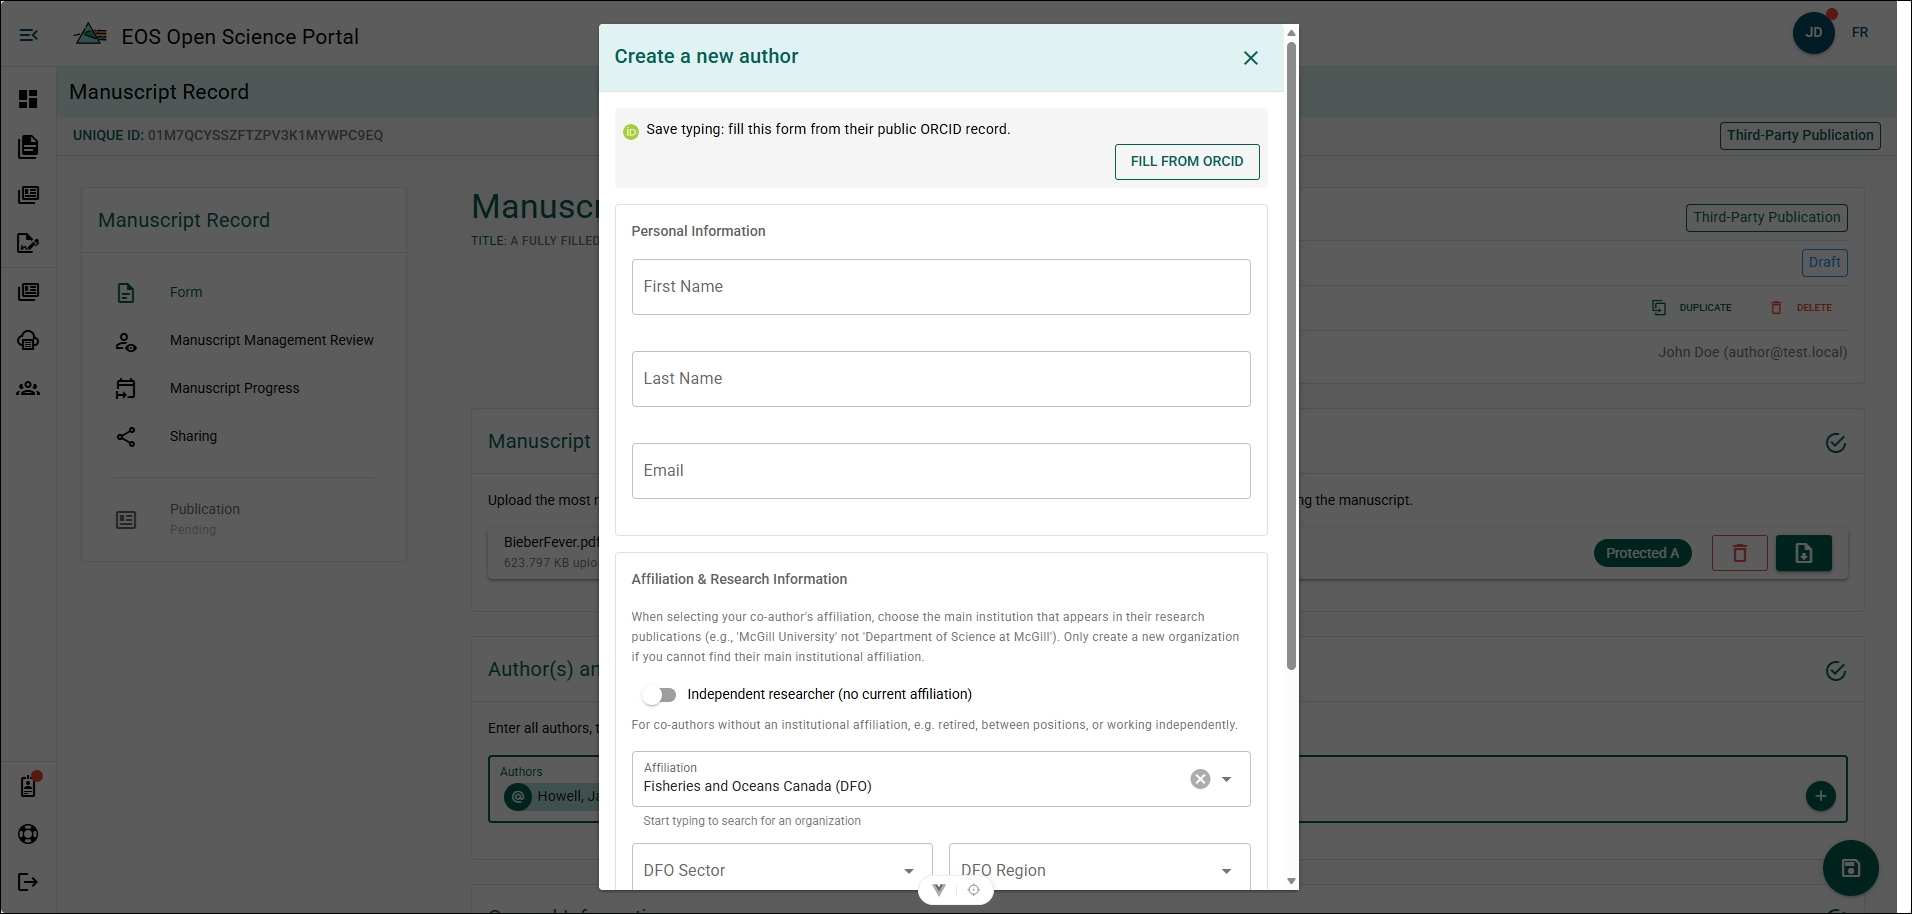 EOS Open Science Portal
JD
FR
Manuscript Record
UNIQUE ID: 01M7QCYSSZFTZPV3K1MYWPC9EQ
Third-Party Publication
Manuscript Record
Form
Manuscript Management Review
Manuscript Progress
Sharing
Publication
Pending
Manuscr
TITLE: A FULLY FILLED
Third-Party Publication
Draft
DUPLICATE
DELETE
John Doe (author@test.local)
Manuscript
Upload the most r
ng the manuscript.
BieberFever.pdf
623.797 KB uplo
Protected A
Author(s) an
Enter all authors, t
Authors
Howell, Ja
Create a new author
iD
Save typing: fill this form from their public ORCID record.
FILL FROM ORCID
Personal Information
First Name
Last Name
Email
Affiliation & Research Information
When selecting your co-author's affiliation, choose the main institution that appears in their research
publications (e.g., 'McGill University' not 'Department of Science at McGill'). Only create a new organization
if you cannot find their main institutional affiliation.
Independent researcher (no current affiliation)
For co-authors without an institutional affiliation, e.g. retired, between positions, or working independently.
Affiliation
Fisheries and Oceans Canada (DFO)
Start typing to search for an organization
DFO Sector
DFO Region